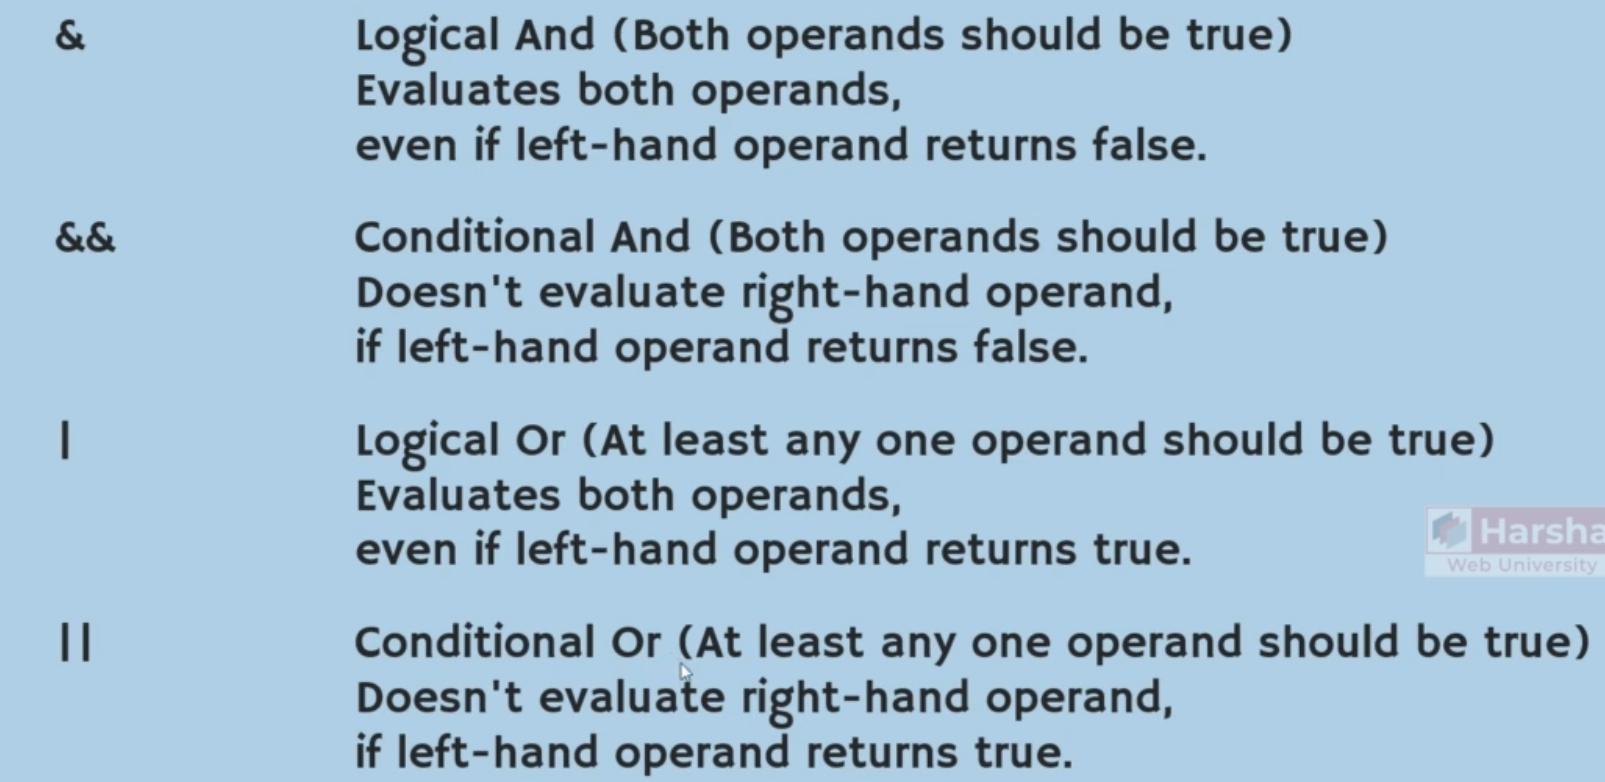 & Logical And (Both operands should be true)
Evaluates both operands,
even if left-hand operand returns false.
&& Conditional And (Both operands should be true)
Doesn't evaluate right-hand operand,
if left-hand operand returns false.
| Logical Or (At least any one operand should be true)
Evaluates both operands,
even if left-hand operand returns true.
Harsha
Web University
|| Conditional Or (At least any one operand should be true)
Doesn't evaluate right-hand operand,
if left-hand operand returns true.